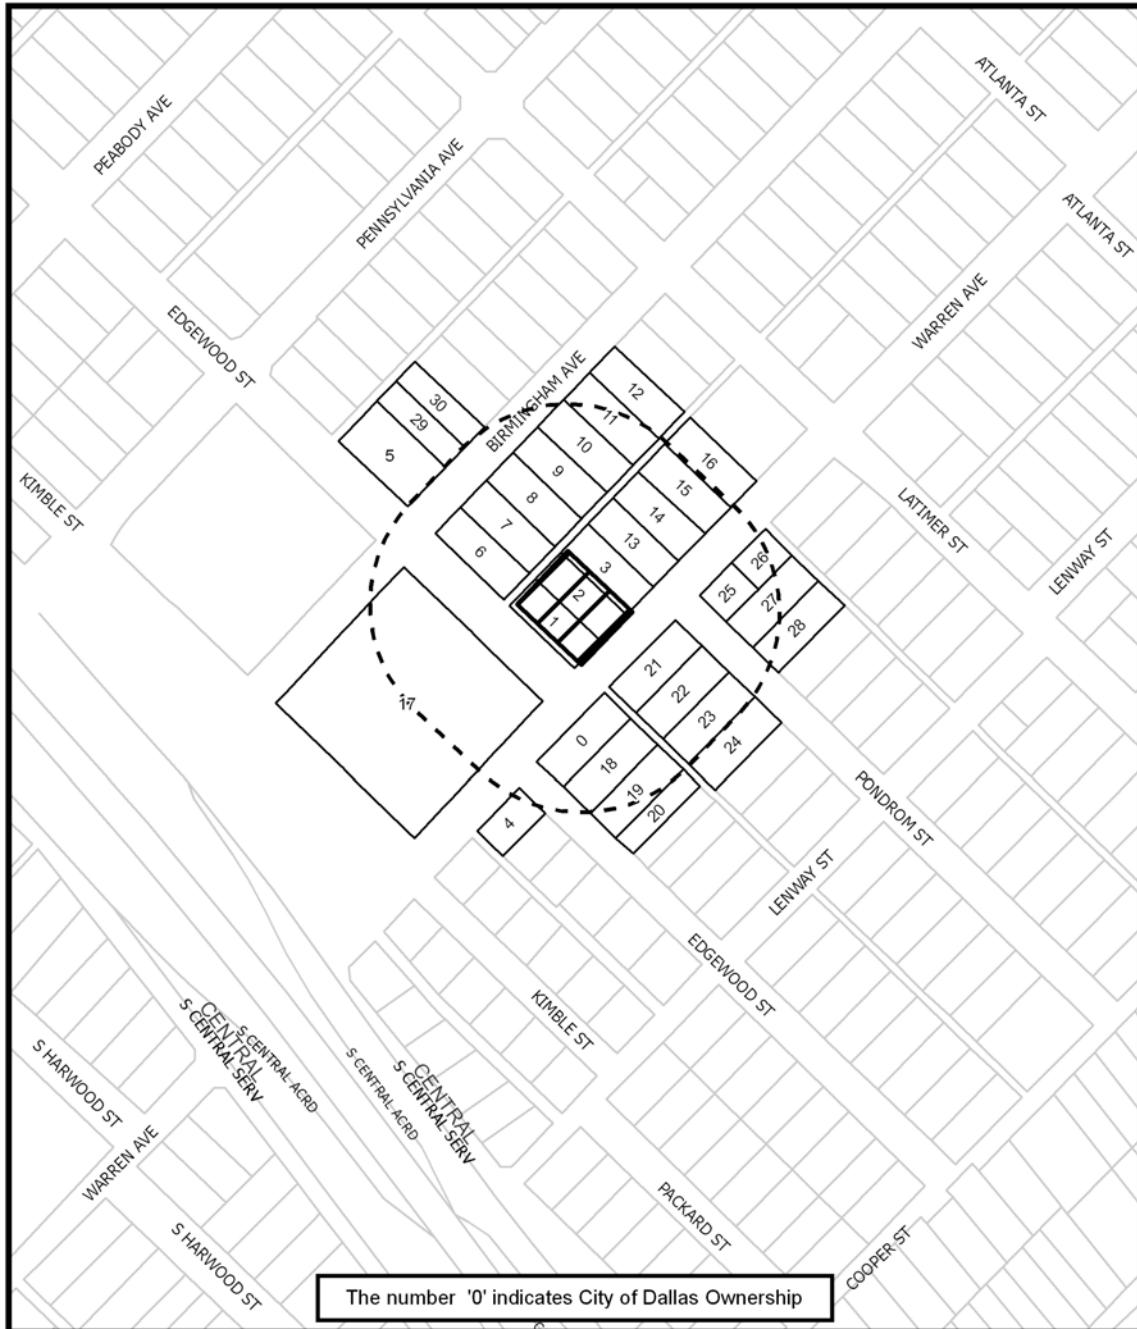 ATLANTA ST
PEABODY AVE
PENNSYLVANIA AVE
ATLANTA ST
WARREN AVE
EDGEWOOD ST
BIRMINGHAM AVE
12
30
11
29
10
5
16
9
15
KIMBLE ST
8
14
LATIMER ST
7
13
6
LENWAY ST
3
26
2
25
27
1
28
21
22
17
23
0
24
18
19
20
4
PONDROM ST
LENWAY ST
EDGEWOOD ST
KIMBLE ST
CENTRAL
S CENTRAL SERV
S CENTRAL ACRD
S CENTRAL ACRD
CENTRAL
S CENTRAL SERV
S HARWOOD ST
WARREN AVE
PACKARD ST
S HARWOOD ST
COOPER ST
The number '0' indicates City of Dallas Ownership